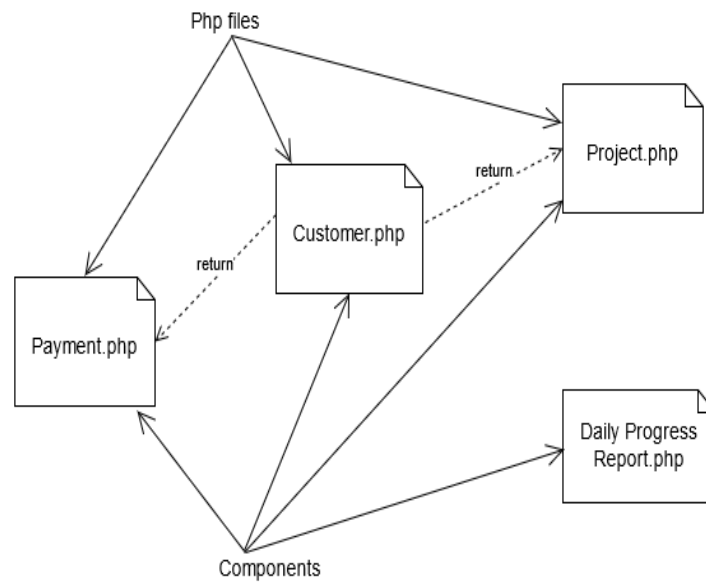 Php files
Project.php
return
Customer.php
return
Payment.php
Daily Progress
Report.php
Components